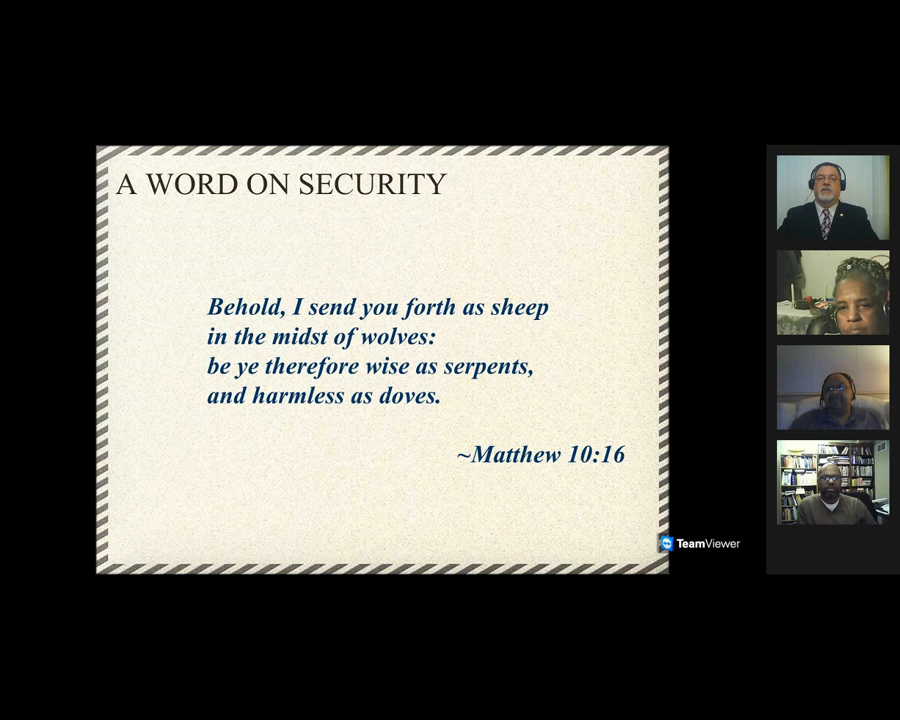 A WORD ON SECURITY
Behold, I send you forth as sheep
in the midst of wolves:
be ye therefore wise as serpents,
and harmless as doves.
~Matthew 10:16
TeamViewer